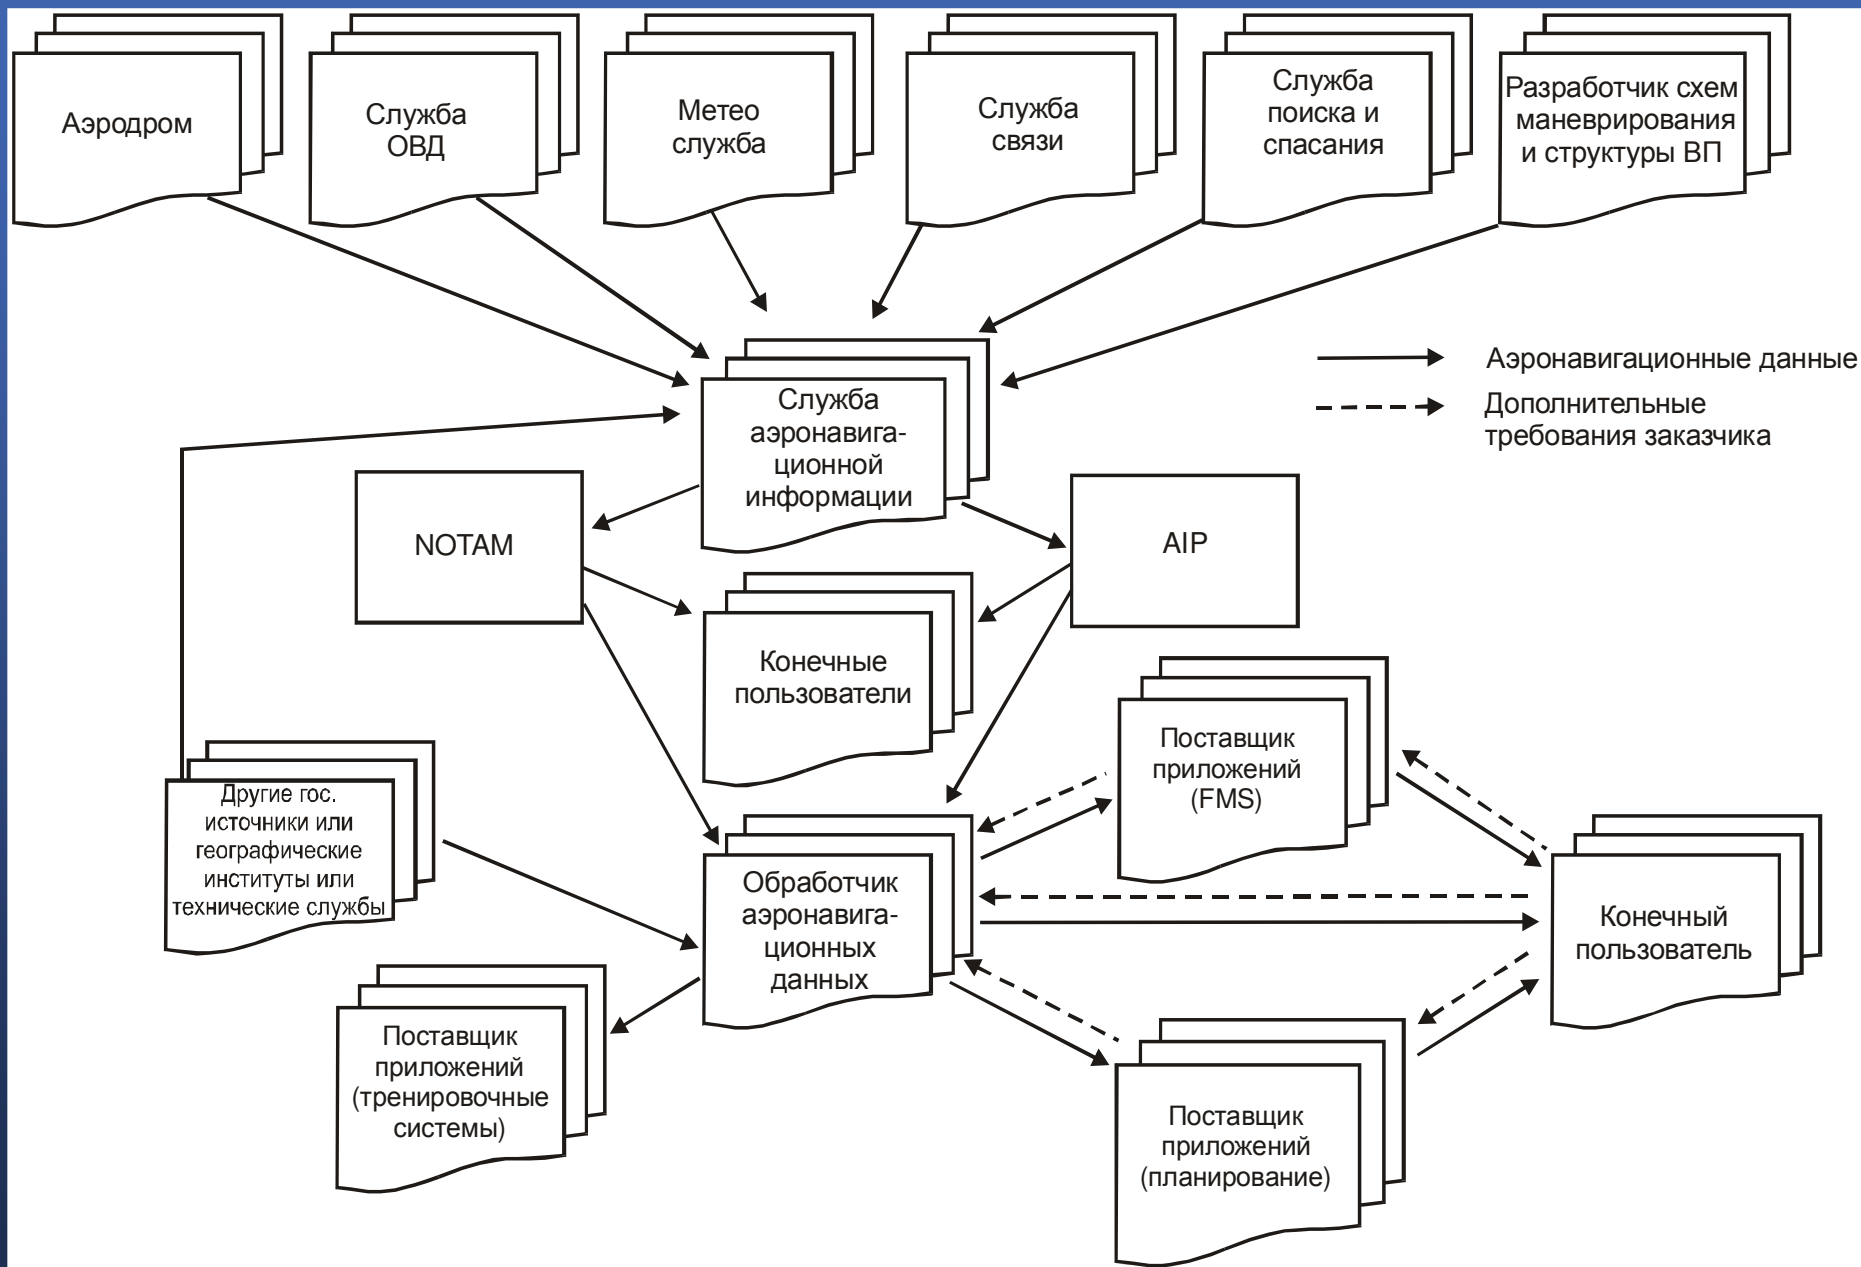 Аэродром
Служба
ОВД
Метео
служба
Служба
связи
Служба
поиска и
спасания
Разработчик схем
маневрирования
и структуры ВП
Аэронавигационные данные
Дополнительные
требования заказчика
Служба
аэронавига-
ционной
информации
NOTAM
AIP
Конечные
пользователи
Поставщик
приложений
(FMS)
Другие гос.
источники или
географические
институты или
технические службы
Обработчик
аэронавига-
ционных
данных
Конечный
пользователь
Поставщик
приложений
(тренировочные
системы)
Поставщик
приложений
(планирование)